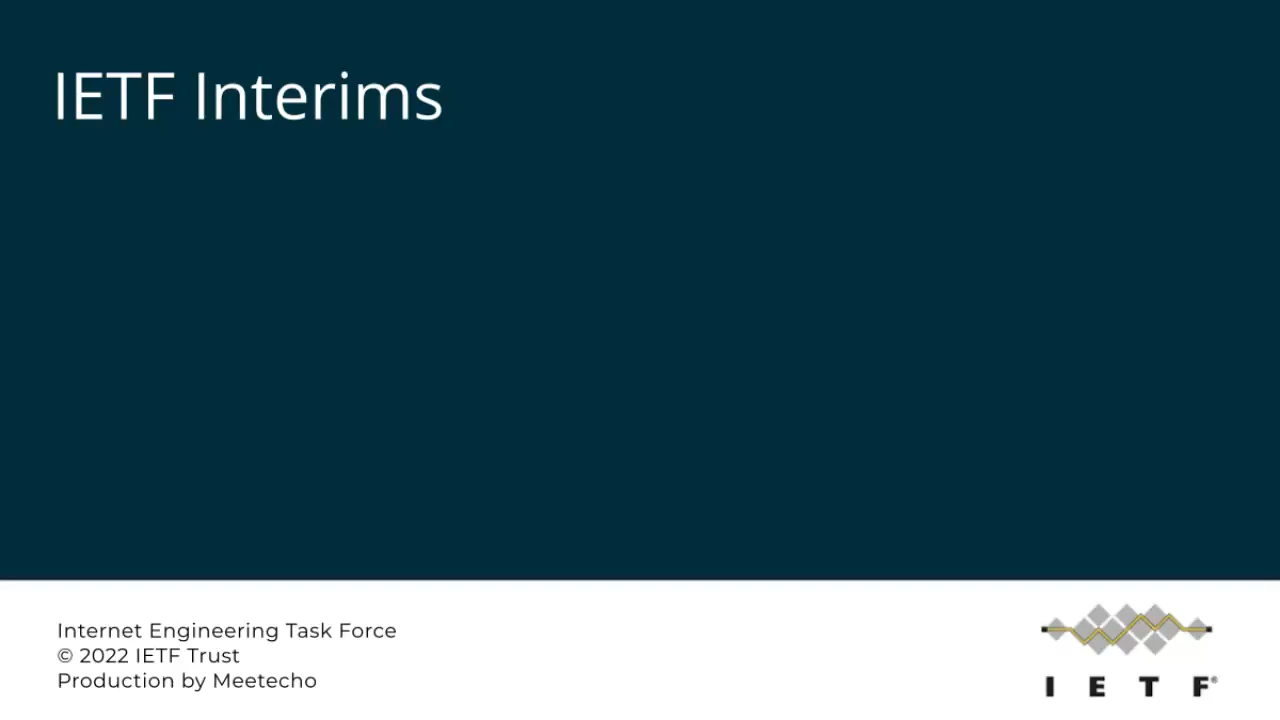 IETF Interims
Internet Engineering Task Force
© 2022 IETF Trust
Production by Meetecho
I E T F®